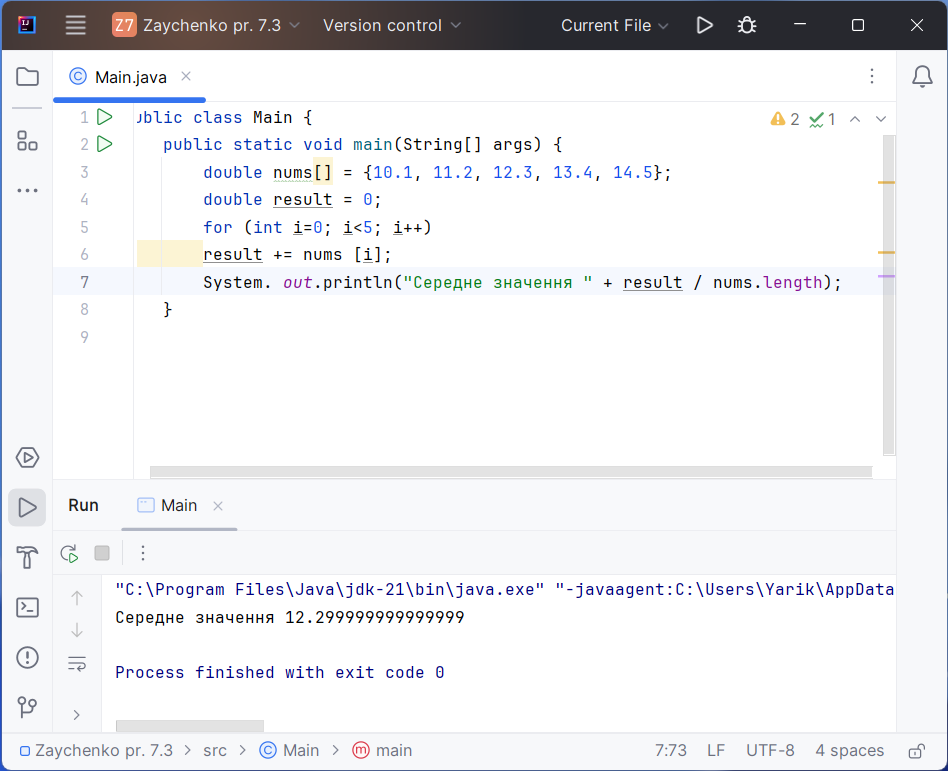 Z7 Zaychenko pr. 7.3 Version control Current File
Main.java
1 ublic class Main { 2 1
2 public static void main(String[] args) {
3 double nums[] = {10.1, 11.2, 12.3, 13.4, 14.5};
4 double result = 0;
5 for (int i=0; i<5; i++)
6 result += nums [i];
7 System. out.println("Середнe значення " + result / nums.length);
8 }
9
Run Main
"C:\Program Files\Java\jdk-21\bin\java.exe" "-javaagent:C:\Users\Yarik\AppData
Середнe значення 12.299999999999999
Process finished with exit code 0
Zaychenko pr. 7.3 > src > Main > main 7:73 LF UTF-8 4 spaces